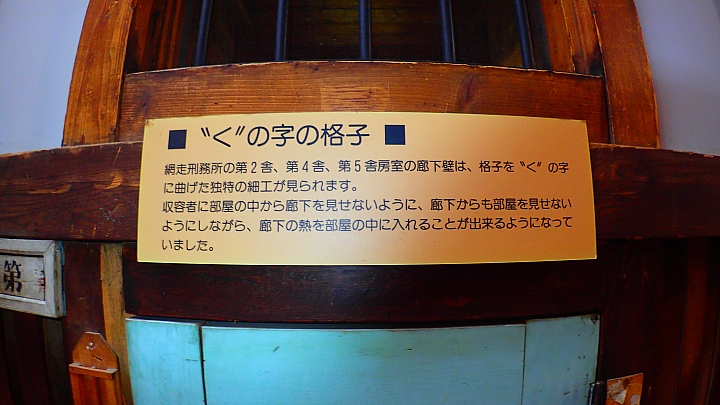 ■ 〝く〟の字の格子 ■
網走刑務所の第2舎、第4舎、第5舎房室の廊下壁は、格子を〝く〟の字
に曲げた独特の細工が見られます。
収容者に部屋の中から廊下を見せないように、廊下からも部屋を見せない
ようにしながら、廊下の熱を部屋の中に入れることが出来るようになって
いました。
第